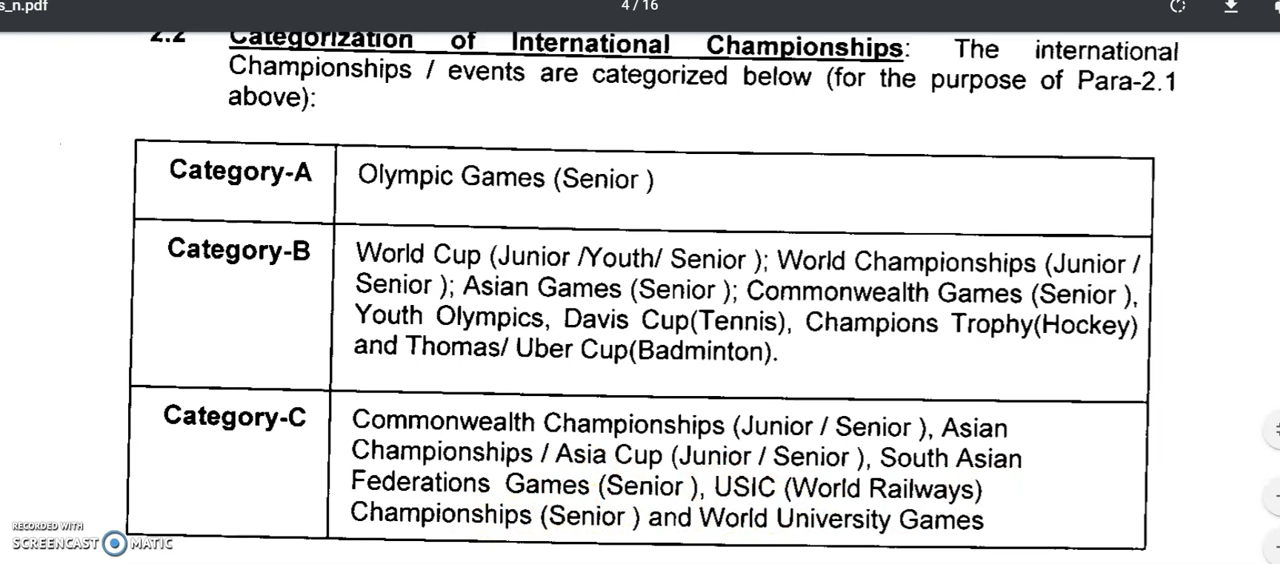 s_n.pdf
4 / 16
2.2 Categorization of International Championships: The international
Championships / events are categorized below (for the purpose of Para-2.1
above):
Category-A
Olympic Games (Senior )
Category-B
World Cup (Junior /Youth/ Senior ); World Championships (Junior /
Senior ); Asian Games (Senior ); Commonwealth Games (Senior ),
Youth Olympics, Davis Cup(Tennis), Champions Trophy(Hockey)
and Thomas/ Uber Cup(Badminton).
Category-C
Commonwealth Championships (Junior / Senior ), Asian
Championships / Asia Cup (Junior / Senior ), South Asian
Federations Games (Senior ), USIC (World Railways)
Championships (Senior ) and World University Games
RECORDED WITH
SCREENCAST MATIC